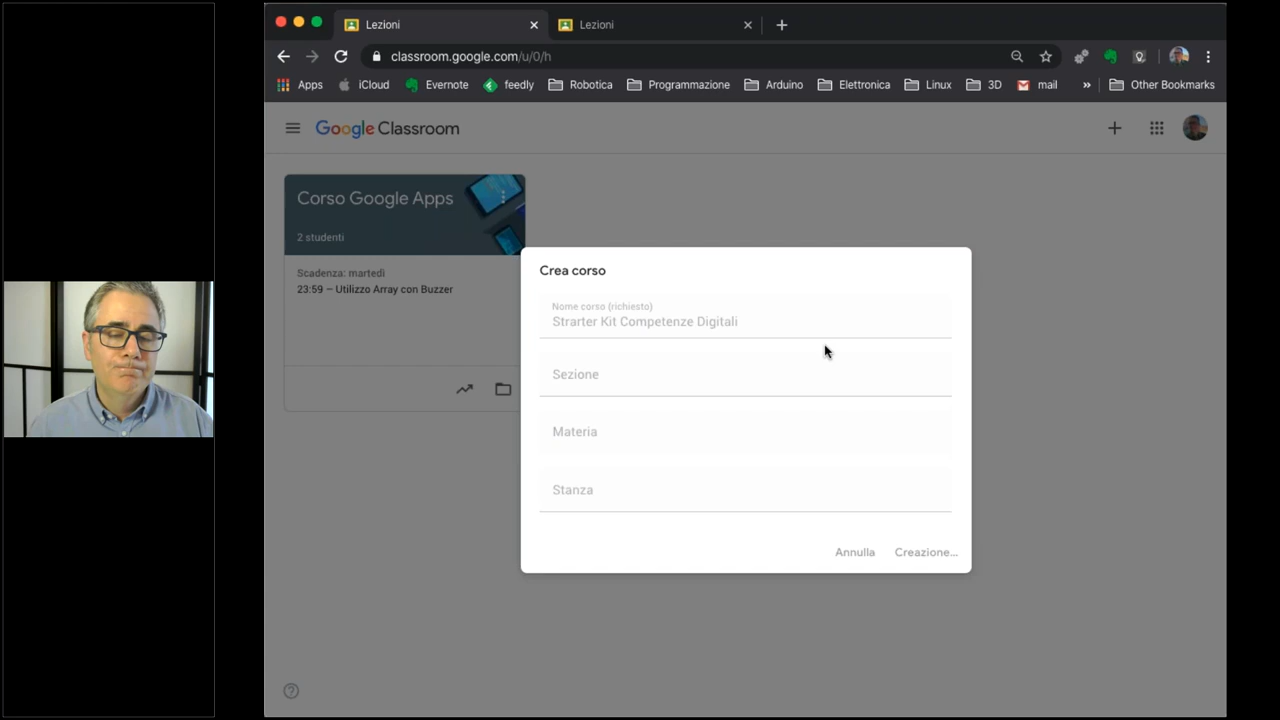 Lezioni
Lezioni
classroom.google.com/u/0/h
Apps iCloud Evernote feedly Robotica Programmazione Arduino Elettronica Linux 3D mail » Other Bookmarks
Google Classroom
Corso Google Apps
2 studenti
Scadenza: martedì
23:59 – Utilizzo Array con Buzzer
Crea corso
Nome corso (richiesto)
Strarter Kit Competenze Digitali
Sezione
Materia
Stanza
Annulla Creazione...